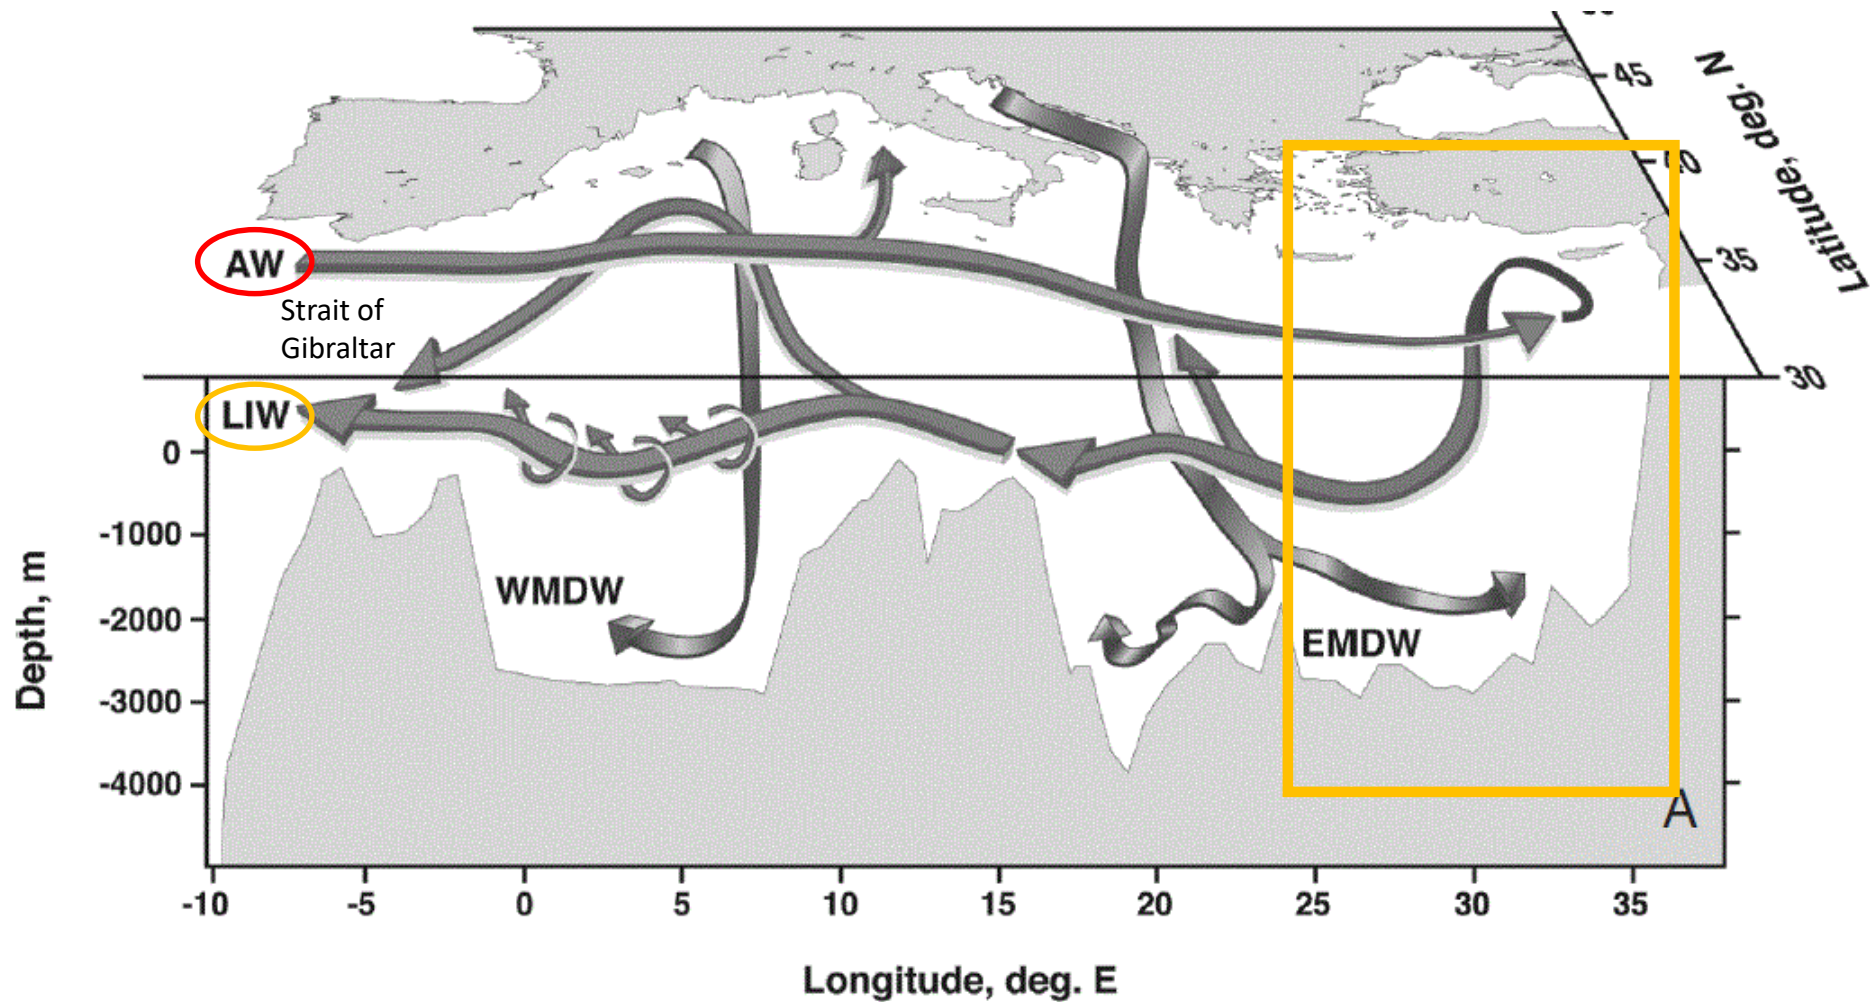 45
Latitude, deg. N
AW
35
Strait of
Gibraltar
30
LIW
0
-1000
WMDW
-2000
EMDW
-3000
-4000
A
Depth, m
-10 -5 0 5 10 15 20 25 30 35
Longitude, deg. E